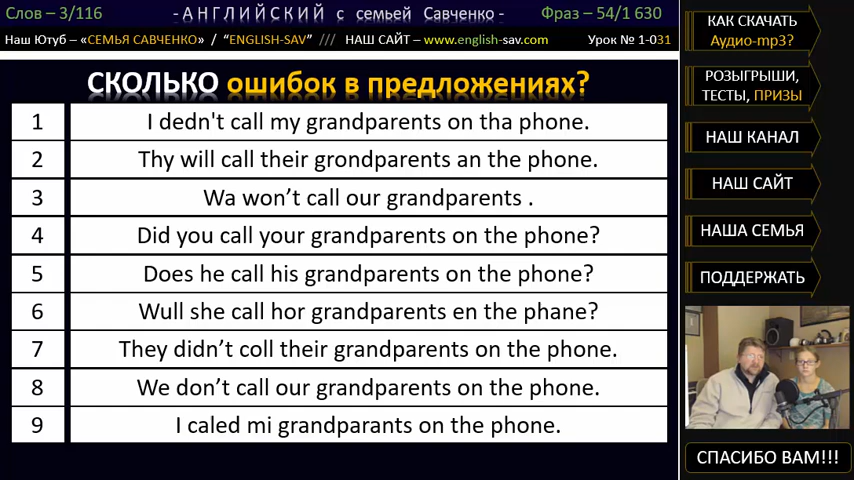 Слов – 3/116
- АНГЛИЙСКИЙ с семьей Савченко -
Фраз – 54/1 630
Наш Ютуб – «СЕМЬЯ САВЧЕНКО» / "ENGLISH-SAV" /// НАШ САЙТ – www.english-sav.com
Урок № 1-031
СКОЛЬКО ошибок в предложениях?
1 I dedn't call my grandparents on tha phone.
2 Thy will call their grondparents an the phone.
3 Wa won't call our grandparents .
4 Did you call your grandparents on the phone?
5 Does he call his grandparents on the phone?
6 Wull she call hor grandparents en the phane?
7 They didn't coll their grandparents on the phone.
8 We don't call our grandparents on the phone.
9 I caled mi grandparants on the phone.
КАК СКАЧАТЬ
Аудио-mp3?
РОЗЫГРЫШИ,
ТЕСТЫ, ПРИЗЫ
НАШ КАНАЛ
НАШ САЙТ
НАША СЕМЬЯ
ПОДДЕРЖАТЬ
СПАСИБО ВАМ!!!